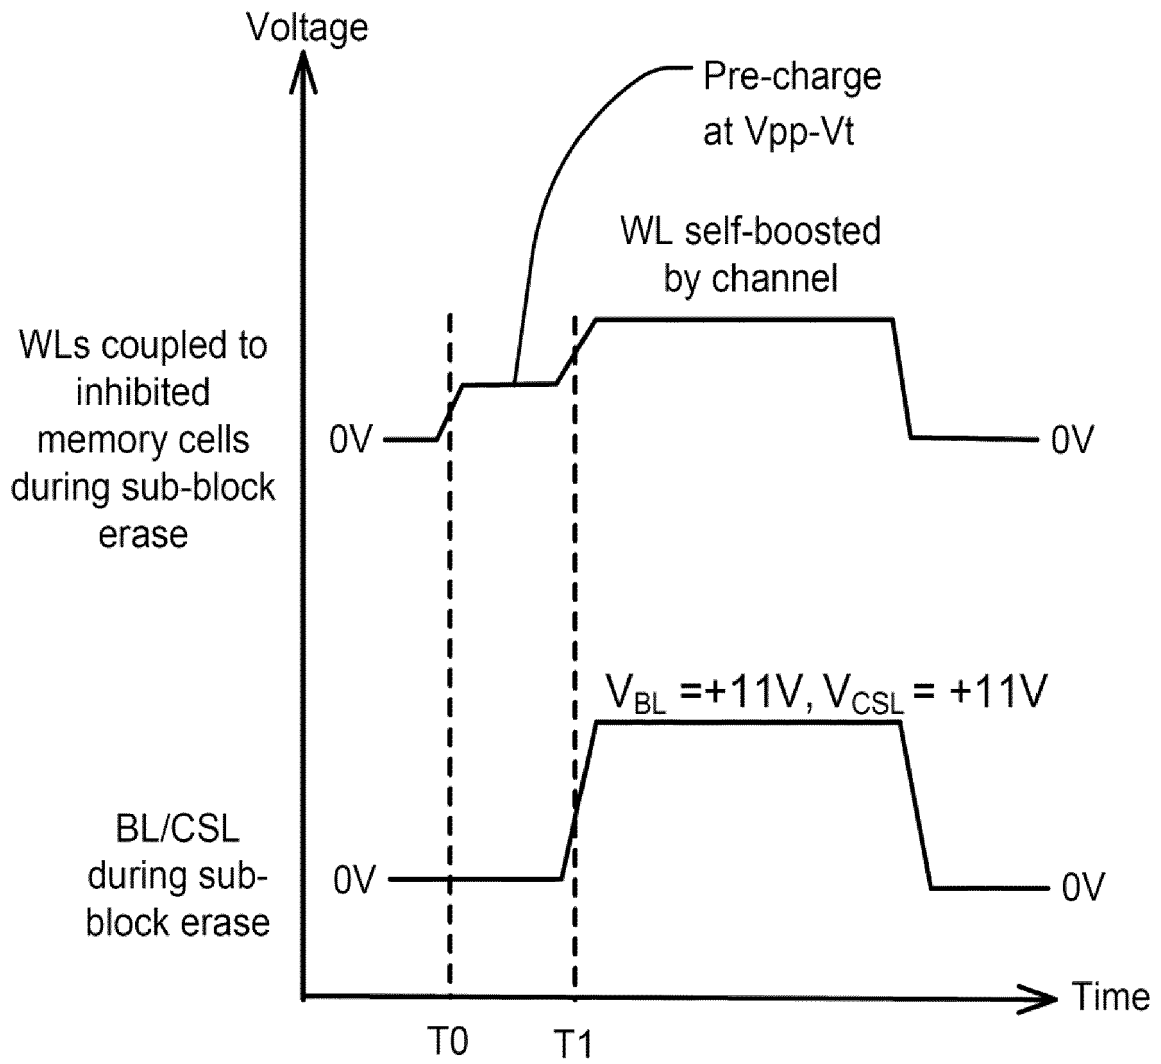 Voltage
Pre-charge
at Vpp-Vt
WL self-boosted
by channel
WLs coupled to
inhibited
memory cells
during sub-block
erase
0V
0V
V_BL =+11V, V_CSL = +11V
BL/CSL
during sub-
block erase
0V
0V
Time
T0
T1